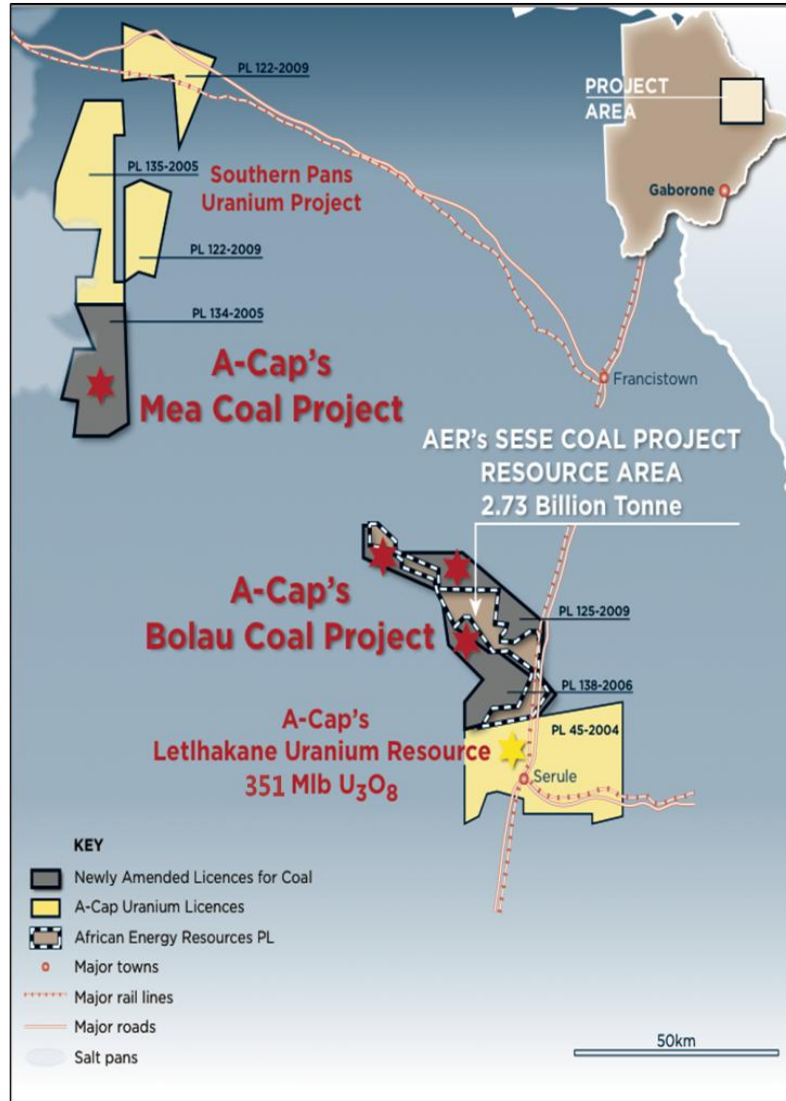 PL 122-2009
PROJECT
AREA
Gaborone
PL 135-2005
Southern Pans
Uranium Project
PL 122-2009
PL 134-2005
A-Cap's
Mea Coal Project
Francistown
AER's SESE COAL PROJECT
RESOURCE AREA
2.73 Billion Tonne
A-Cap's
Bolau Coal Project
PL 125-2009
PL 138-2006
A-Cap's
Letlhakane Uranium Resource
351 Mlb U₃O₈
PL 45-2004
Serule
KEY
Newly Amended Licences for Coal
A-Cap Uranium Licences
African Energy Resources PL
Major towns
Major rail lines
Major roads
Salt pans
50km